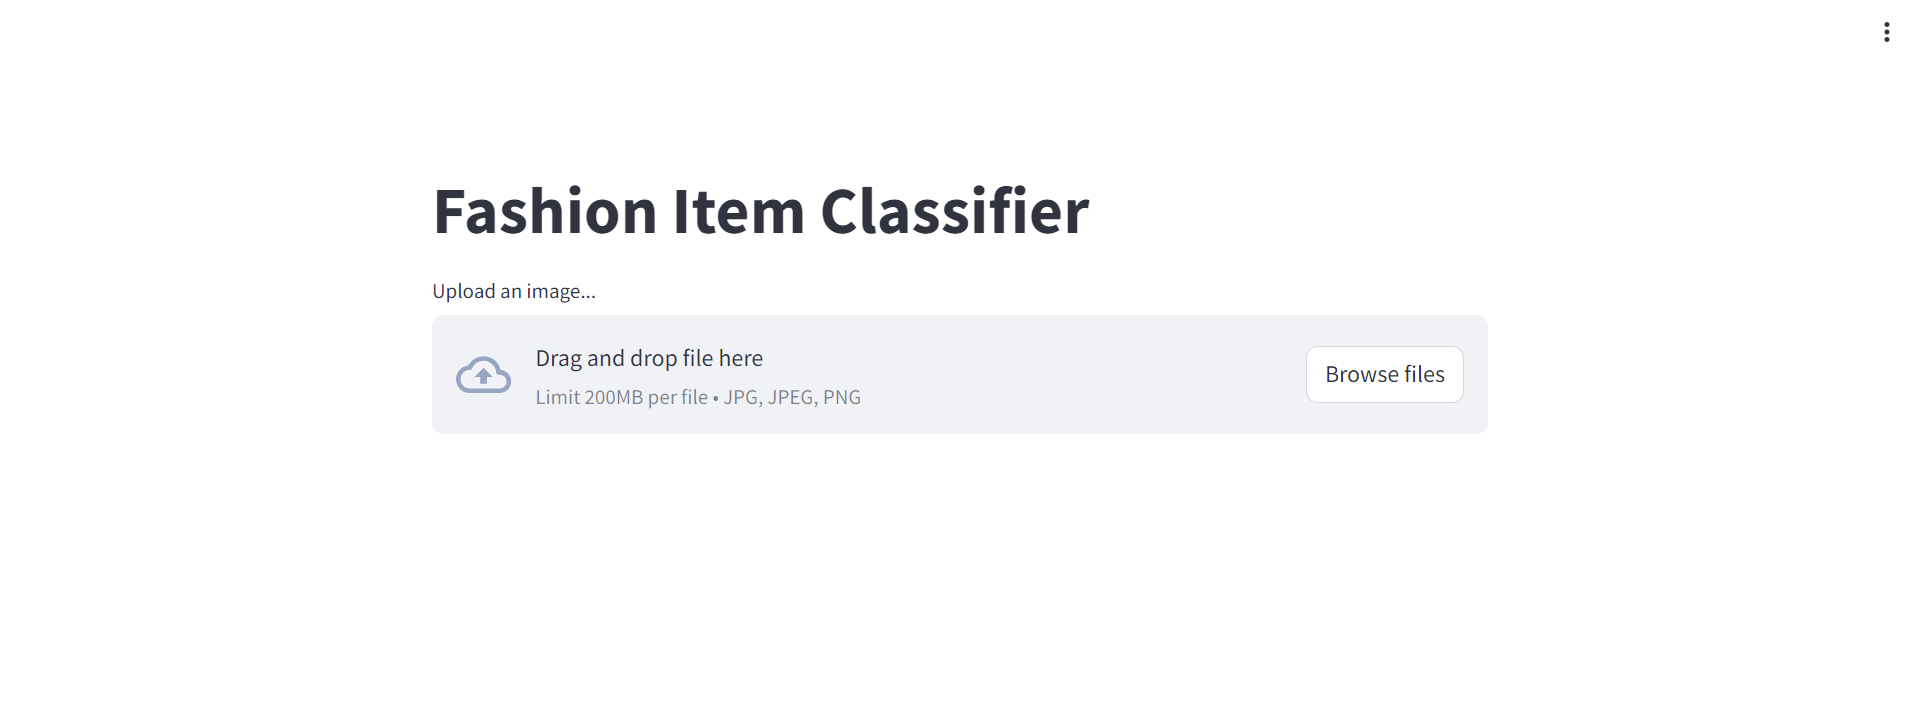 Fashion Item Classifier
Upload an image...
Drag and drop file here
Limit 200MB per file • JPG, JPEG, PNG
Browse files